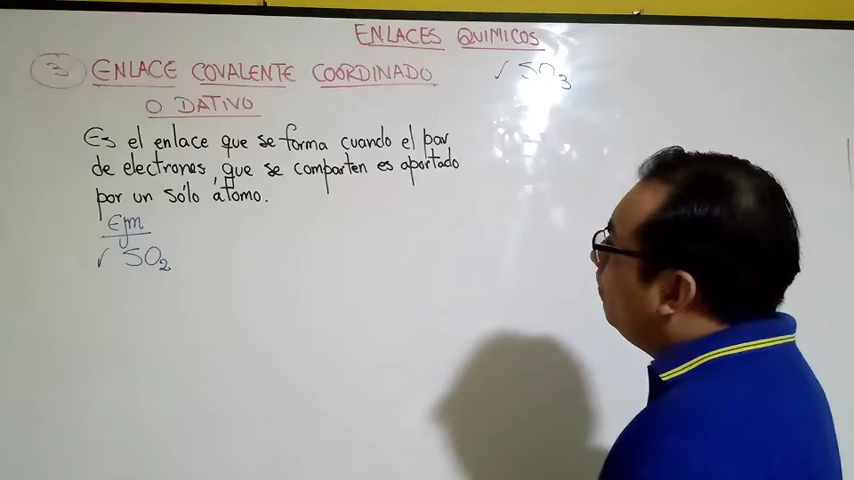 ENLACES QUIMICOS
3 ENLACE COVALENTE COORDINADO
O DATIVO
Es el enlace que se forma cuando el par
de electrones, que se comparten es aportado
por un sólo átomo.
Ejm
✓ SO2
✓ SO3